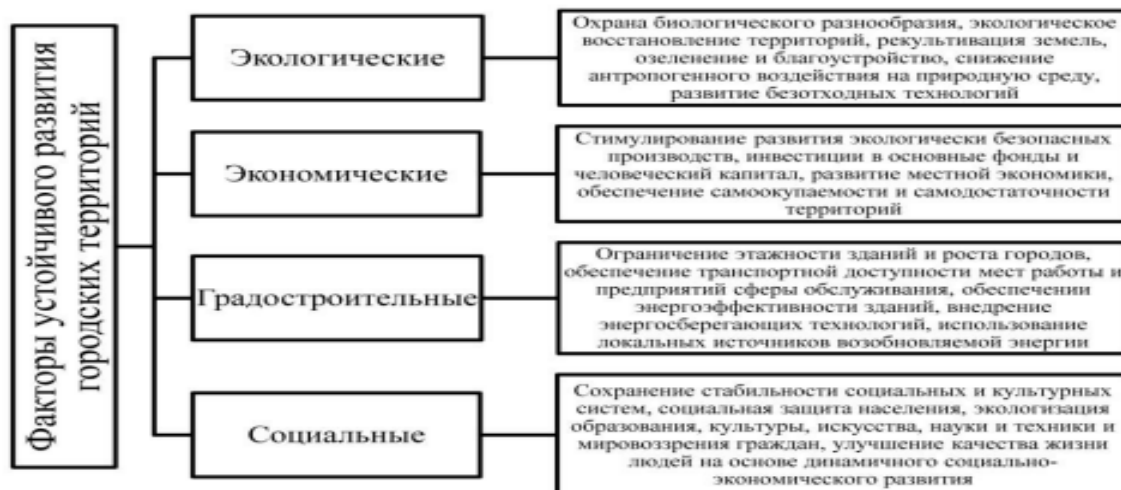 Факторы устойчивого развития
городских территорий
Экологические
Охрана биологического разнообразия, экологическое
восстановление территорий, рекультивация земель,
озеленение и благоустройство, снижение
антропогенного воздействия на природную среду,
развитие безотходных технологий
Экономические
Стимулирование развития экологически безопасных
производств, инвестиции в основные фонды и
человеческий капитал, развитие местной экономики,
обеспечение самоокупаемости и самодостаточности
территорий
Градостроительные
Ограничение этажности зданий и роста городов,
обеспечение транспортной доступности мест работы и
предприятий сферы обслуживания, обеспечении
энергоэффективности зданий, внедрение
энергосберегающих технологий, использование
локальных источников возобновляемой энергии
Социальные
Сохранение стабильности социальных и культурных
систем, социальная защита населения, экологизация
образования, культуры, искусства, науки и техники и
мировоззрения граждан, улучшение качества жизни
людей на основе динамичного социально-
экономического развития